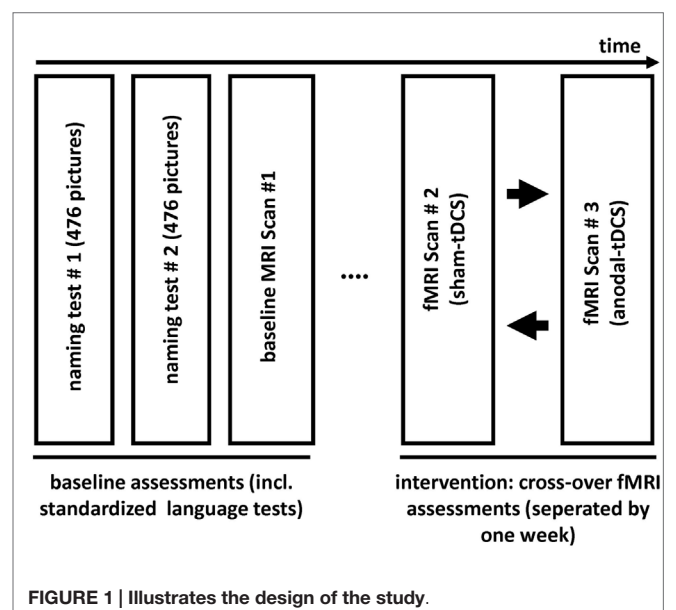 time
naming test # 1 (476 pictures)
naming test # 2 (476 pictures)
baseline MRI Scan #1
....
fMRI Scan # 2
(sham-tDCS)
fMRI Scan # 3
(anodal-tDCS)
baseline assessments (incl.
standardized language tests)
intervention: cross-over fMRI
assessments (seperated by
one week)
FIGURE 1 | Illustrates the design of the study.